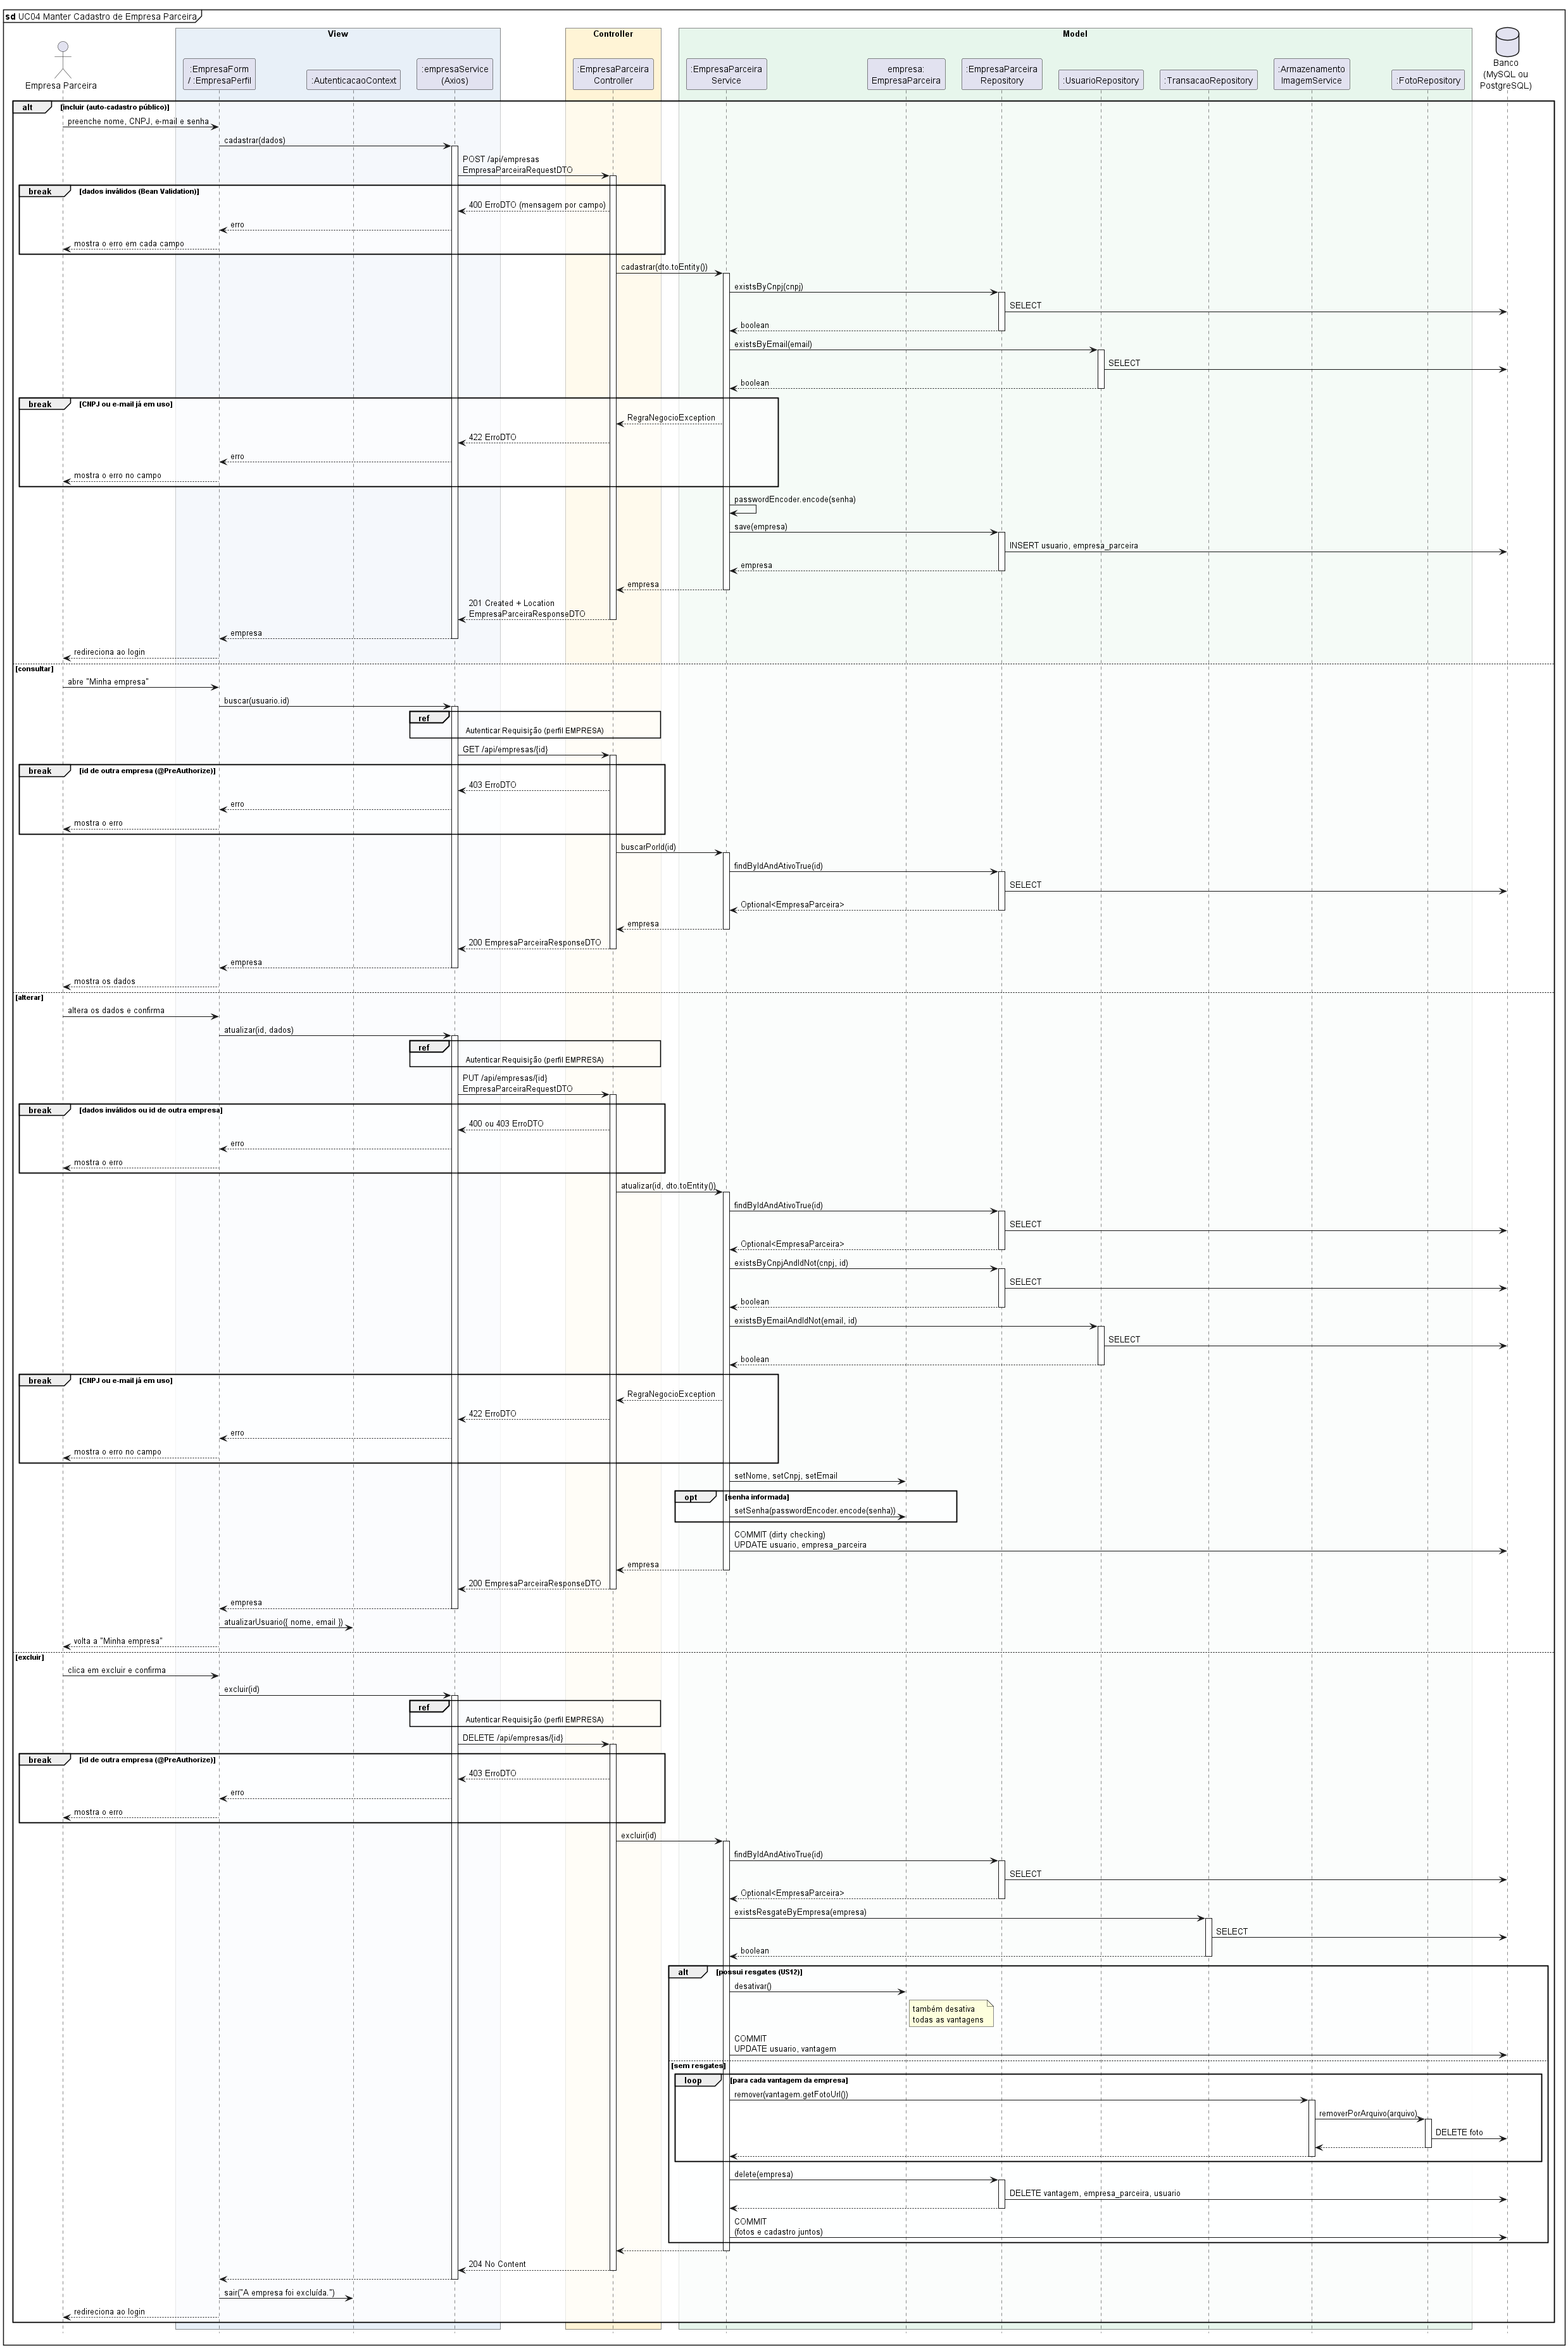 sd UC04 Manter Cadastro de Empresa Parceira
View
Controller
Model
Empresa Parceira
:EmpresaForm
/ :EmpresaPerfil
:AutenticacaoContext
:empresaService
(Axios)
:EmpresaParceira
Controller
:EmpresaParceira
Service
empresa:
EmpresaParceira
:EmpresaParceira
Repository
:UsuarioRepository
:TransacaoRepository
:Armazenamento
ImagemService
:FotoRepository
Banco
(MySQL ou
PostgreSQL)
alt [incluir (auto-cadastro público)]
preenche nome, CNPJ, e-mail e senha
cadastrar(dados)
POST /api/empresas
EmpresaParceiraRequestDTO
break [dados inválidos (Bean Validation)]
400 ErroDTO (mensagem por campo)
erro
mostra o erro em cada campo
cadastrar(dto.toEntity())
existsByCnpj(cnpj)
SELECT
boolean
existsByEmail(email)
SELECT
boolean
break [CNPJ ou e-mail já em uso]
RegraNegocioException
422 ErroDTO
erro
mostra o erro no campo
passwordEncoder.encode(senha)
save(empresa)
INSERT usuario, empresa_parceira
empresa
empresa
201 Created + Location
EmpresaParceiraResponseDTO
empresa
redireciona ao login
[consultar]
abre "Minha empresa"
buscar(usuario.id)
ref
Autenticar Requisição (perfil EMPRESA)
GET /api/empresas/{id}
break [id de outra empresa (@PreAuthorize)]
403 ErroDTO
erro
mostra o erro
buscarPorId(id)
findByIdAndAtivoTrue(id)
SELECT
Optional<EmpresaParceira>
empresa
200 EmpresaParceiraResponseDTO
empresa
mostra os dados
[alterar]
altera os dados e confirma
atualizar(id, dados)
ref
Autenticar Requisição (perfil EMPRESA)
PUT /api/empresas/{id}
EmpresaParceiraRequestDTO
break [dados inválidos ou id de outra empresa]
400 ou 403 ErroDTO
erro
mostra o erro
atualizar(id, dto.toEntity())
findByIdAndAtivoTrue(id)
SELECT
Optional<EmpresaParceira>
existsByCnpjAndIdNot(cnpj, id)
SELECT
boolean
existsByEmailAndIdNot(email, id)
SELECT
boolean
break [CNPJ ou e-mail já em uso]
RegraNegocioException
422 ErroDTO
erro
mostra o erro no campo
setNome, setCnpj, setEmail
opt [senha informada]
setSenha(passwordEncoder.encode(senha))
COMMIT (dirty checking)
UPDATE usuario, empresa_parceira
empresa
200 EmpresaParceiraResponseDTO
empresa
atualizarUsuario({ nome, email })
volta a "Minha empresa"
[excluir]
clica em excluir e confirma
excluir(id)
ref
Autenticar Requisição (perfil EMPRESA)
DELETE /api/empresas/{id}
break [id de outra empresa (@PreAuthorize)]
403 ErroDTO
erro
mostra o erro
excluir(id)
findByIdAndAtivoTrue(id)
SELECT
Optional<EmpresaParceira>
existsResgateByEmpresa(empresa)
SELECT
boolean
alt [possui resgates (US12)]
desativar()
também desativa
todas as vantagens
COMMIT
UPDATE usuario, vantagem
[sem resgates]
loop [para cada vantagem da empresa]
remover(vantagem.getFotoUrl())
removerPorArquivo(arquivo)
DELETE foto
delete(empresa)
DELETE vantagem, empresa_parceira, usuario
COMMIT
(fotos e cadastro juntos)
204 No Content
sair("A empresa foi excluída.")
redireciona ao login